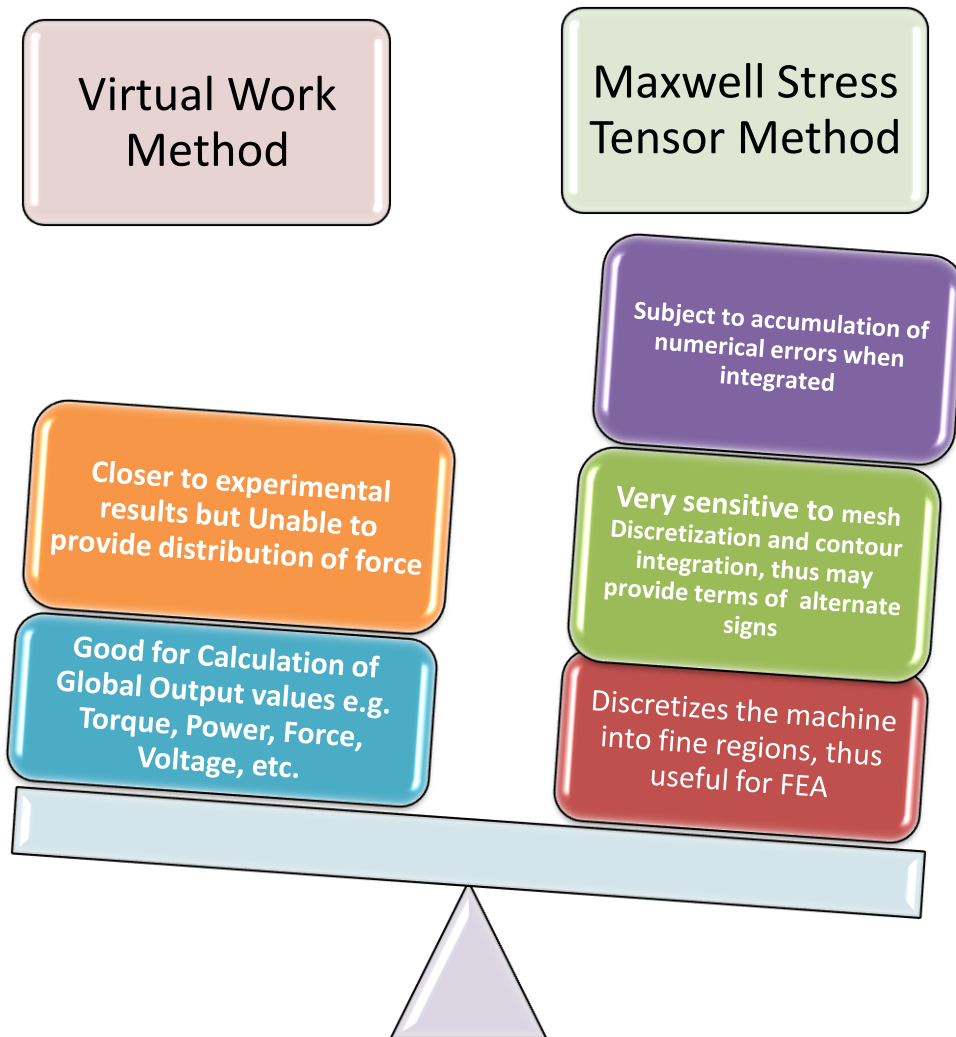 Virtual Work
Method
Maxwell Stress
Tensor Method
Closer to experimental
results but Unable to
provide distribution of force
Good for Calculation of
Global Output values e.g.
Torque, Power, Force,
Voltage, etc.
Subject to accumulation of
numerical errors when
integrated
Very sensitive to mesh
Discretization and contour
integration, thus may
provide terms of alternate
signs
Discretizes the machine
into fine regions, thus
useful for FEA